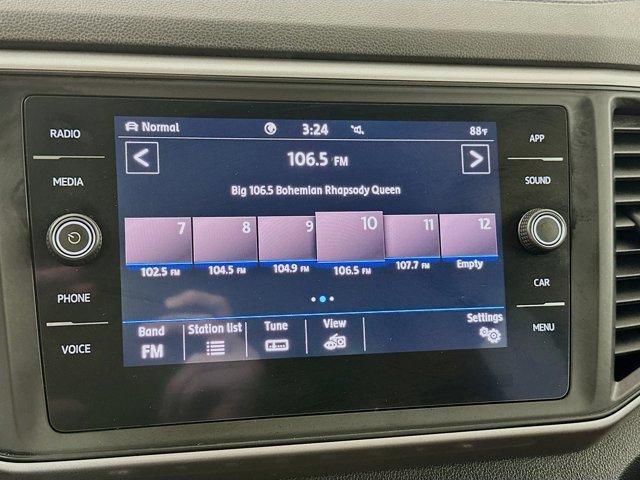 RADIO
MEDIA
PHONE
VOICE
Normal
3:24
88°F
106.5 FM
Big 106.5 Bohemian Rhapsody Queen
7 8 9 10 11 12
102.5 FM 104.5 FM 104.9 FM 106.5 FM 107.7 FM Empty
Band Station list Tune View Settings
FM
APP
SOUND
CAR
MENU